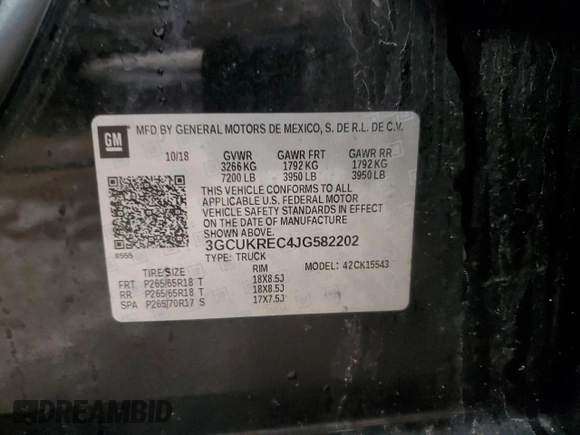 GM
MFD BY GENERAL MOTORS DE MEXICO, S. DE R.L. DE C.V.
10/18 GVWR GAWR FRT GAWR RR
3266 KG 1792 KG 1792 KG
7200 LB 3950 LB 3950 LB
THIS VEHICLE CONFORMS TO ALL
APPLICABLE U.S. FEDERAL MOTOR
VEHICLE SAFETY STANDARDS IN EFFECT
ON THE DATE OF MANUFACTURE
SHOWN ABOVE.
6555 3GCUKREC4JG582202
TYPE: TRUCK MODEL: 42CK15543
TIRE/SIZE RIM
FRT P265/65R18 T 18X8.5J
RR P265/65R18 T 18X8.5J
SPA P265/70R17 S 17X7.5J
DREAMBID